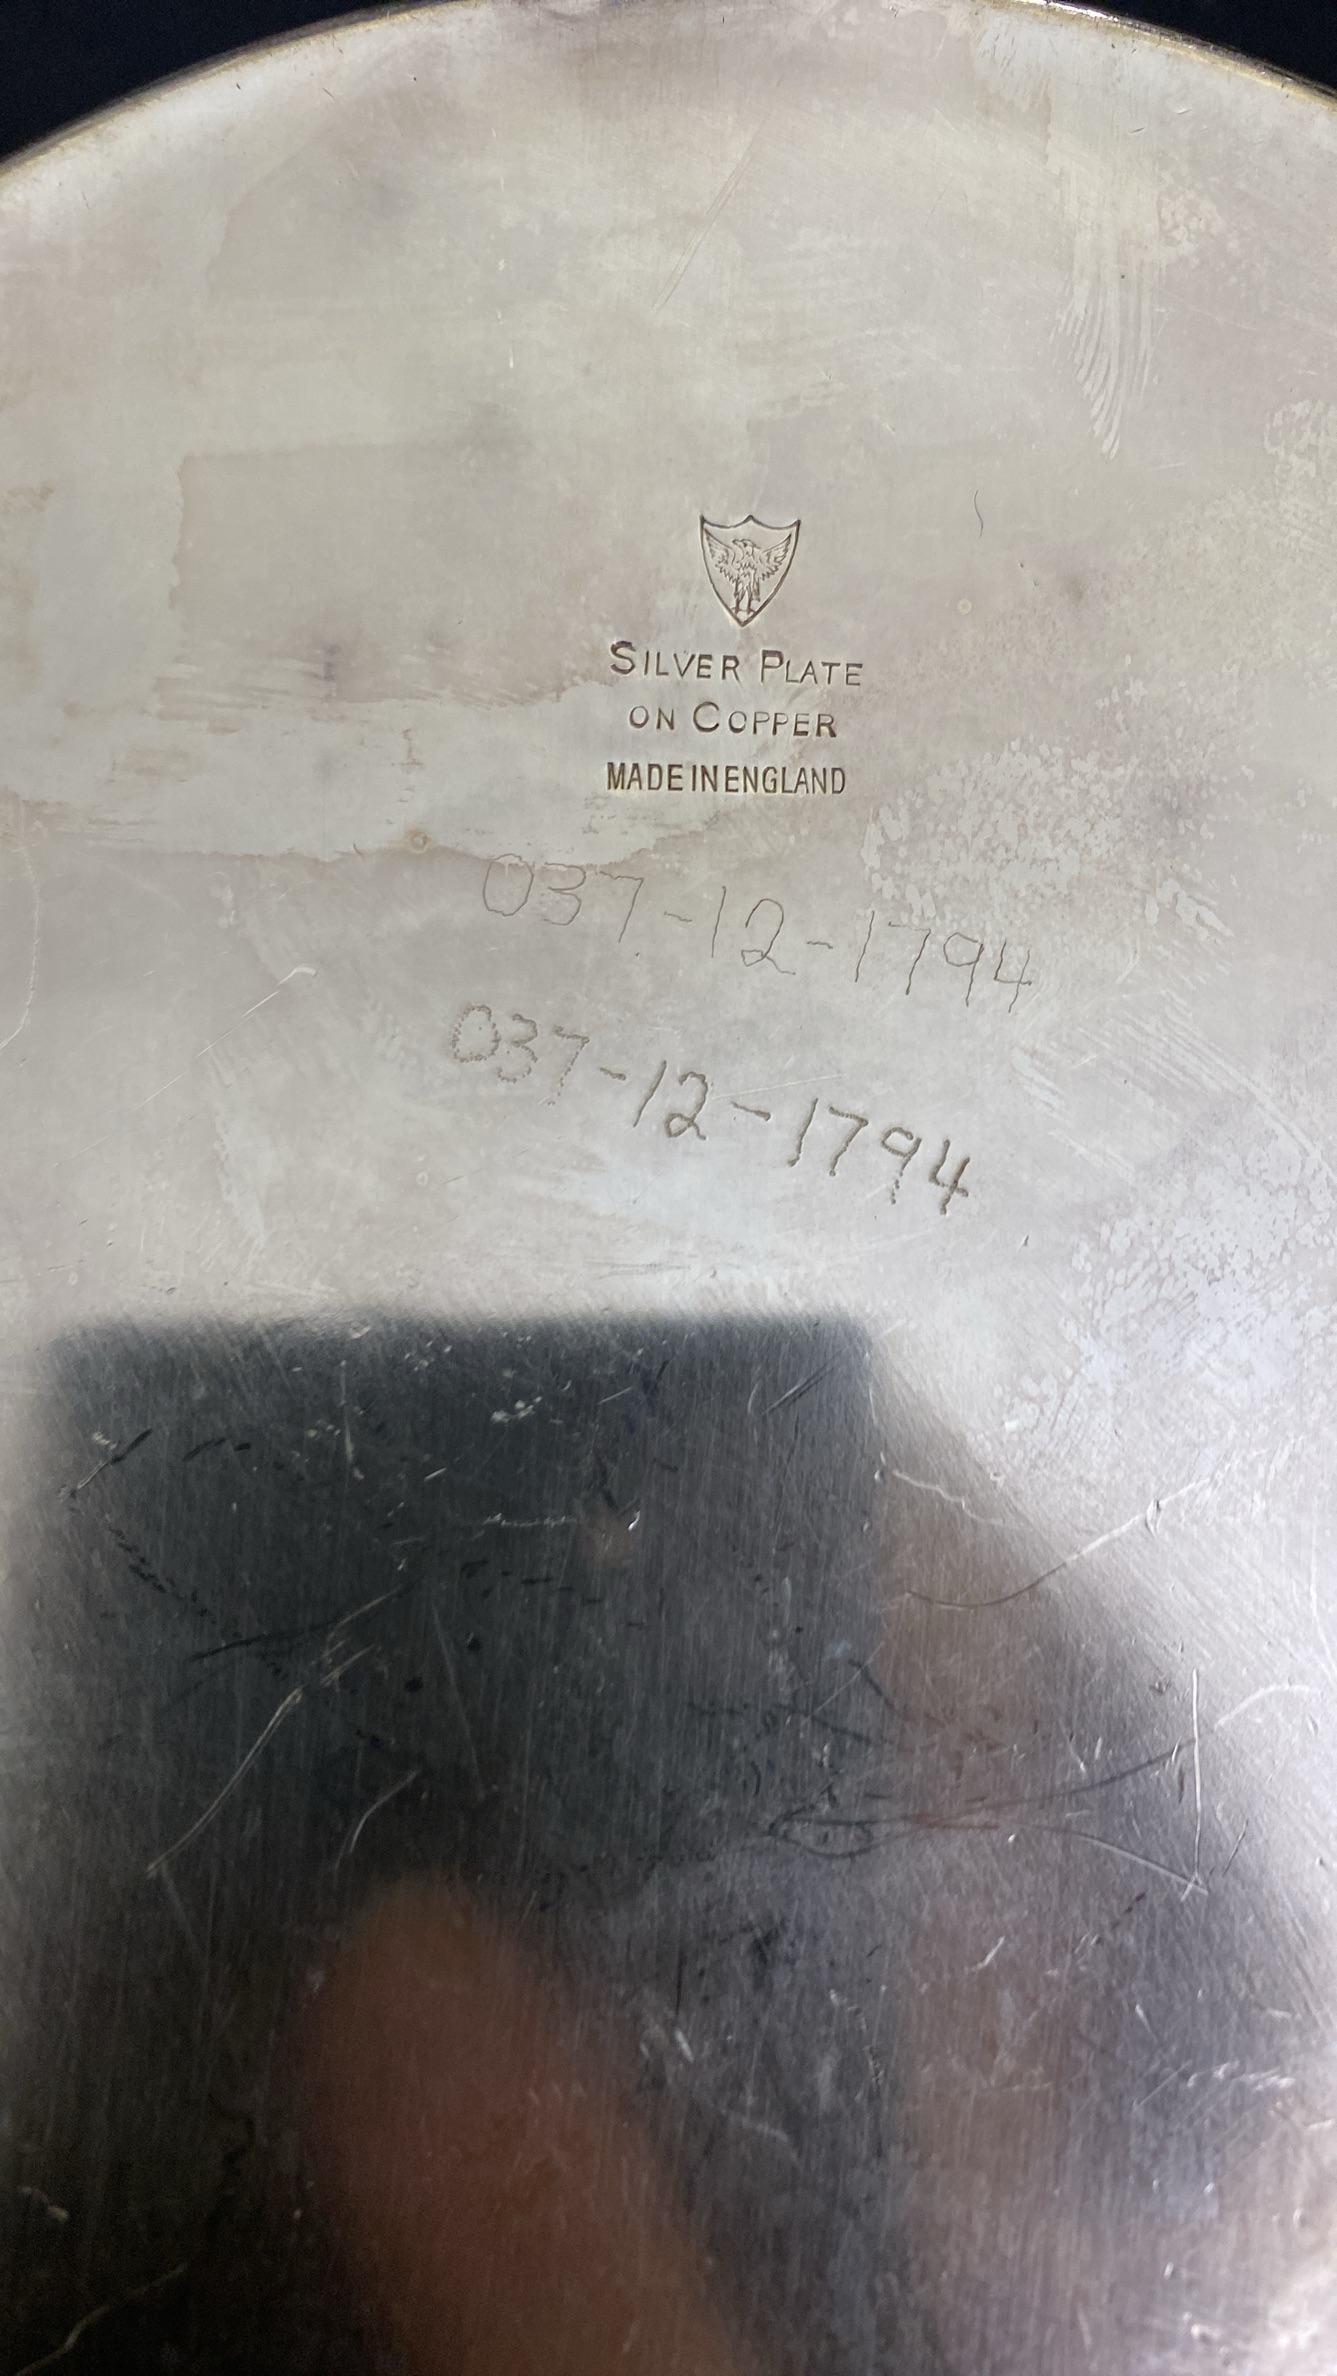 SILVER PLATE
ON COPPER
MADE IN ENGLAND
037-12-1794
037-12-1794